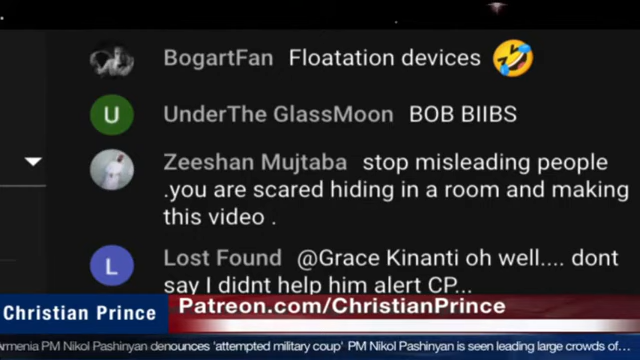 BogartFan Floatation devices
UnderThe GlassMoon BOB BIIBS
Zeeshan Mujtaba stop misleading people
.you are scared hiding in a room and making
this video .
Lost Found @Grace Kinanti oh well.... dont
say I didnt help him alert CP...
Christian Prince
Patreon.com/ChristianPrince
Armenia PM Nikol Pashinyan denounces 'attempted military coup' PM Nikol Pashinyan is seen leading large crowds of...